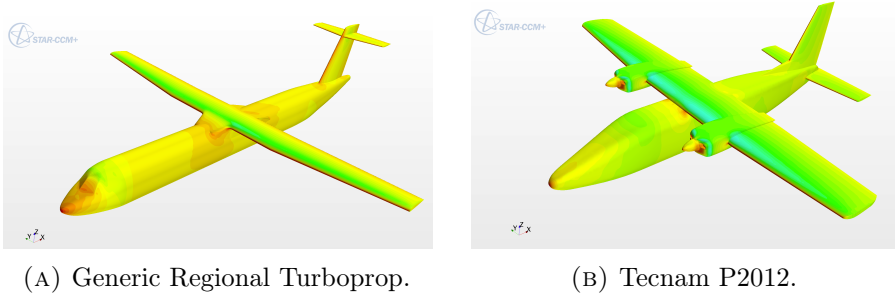 STAR-CCM+
STAR-CCM+
Z
Y X
Z
Y X
(A) Generic Regional Turboprop.
(B) Tecnam P2012.